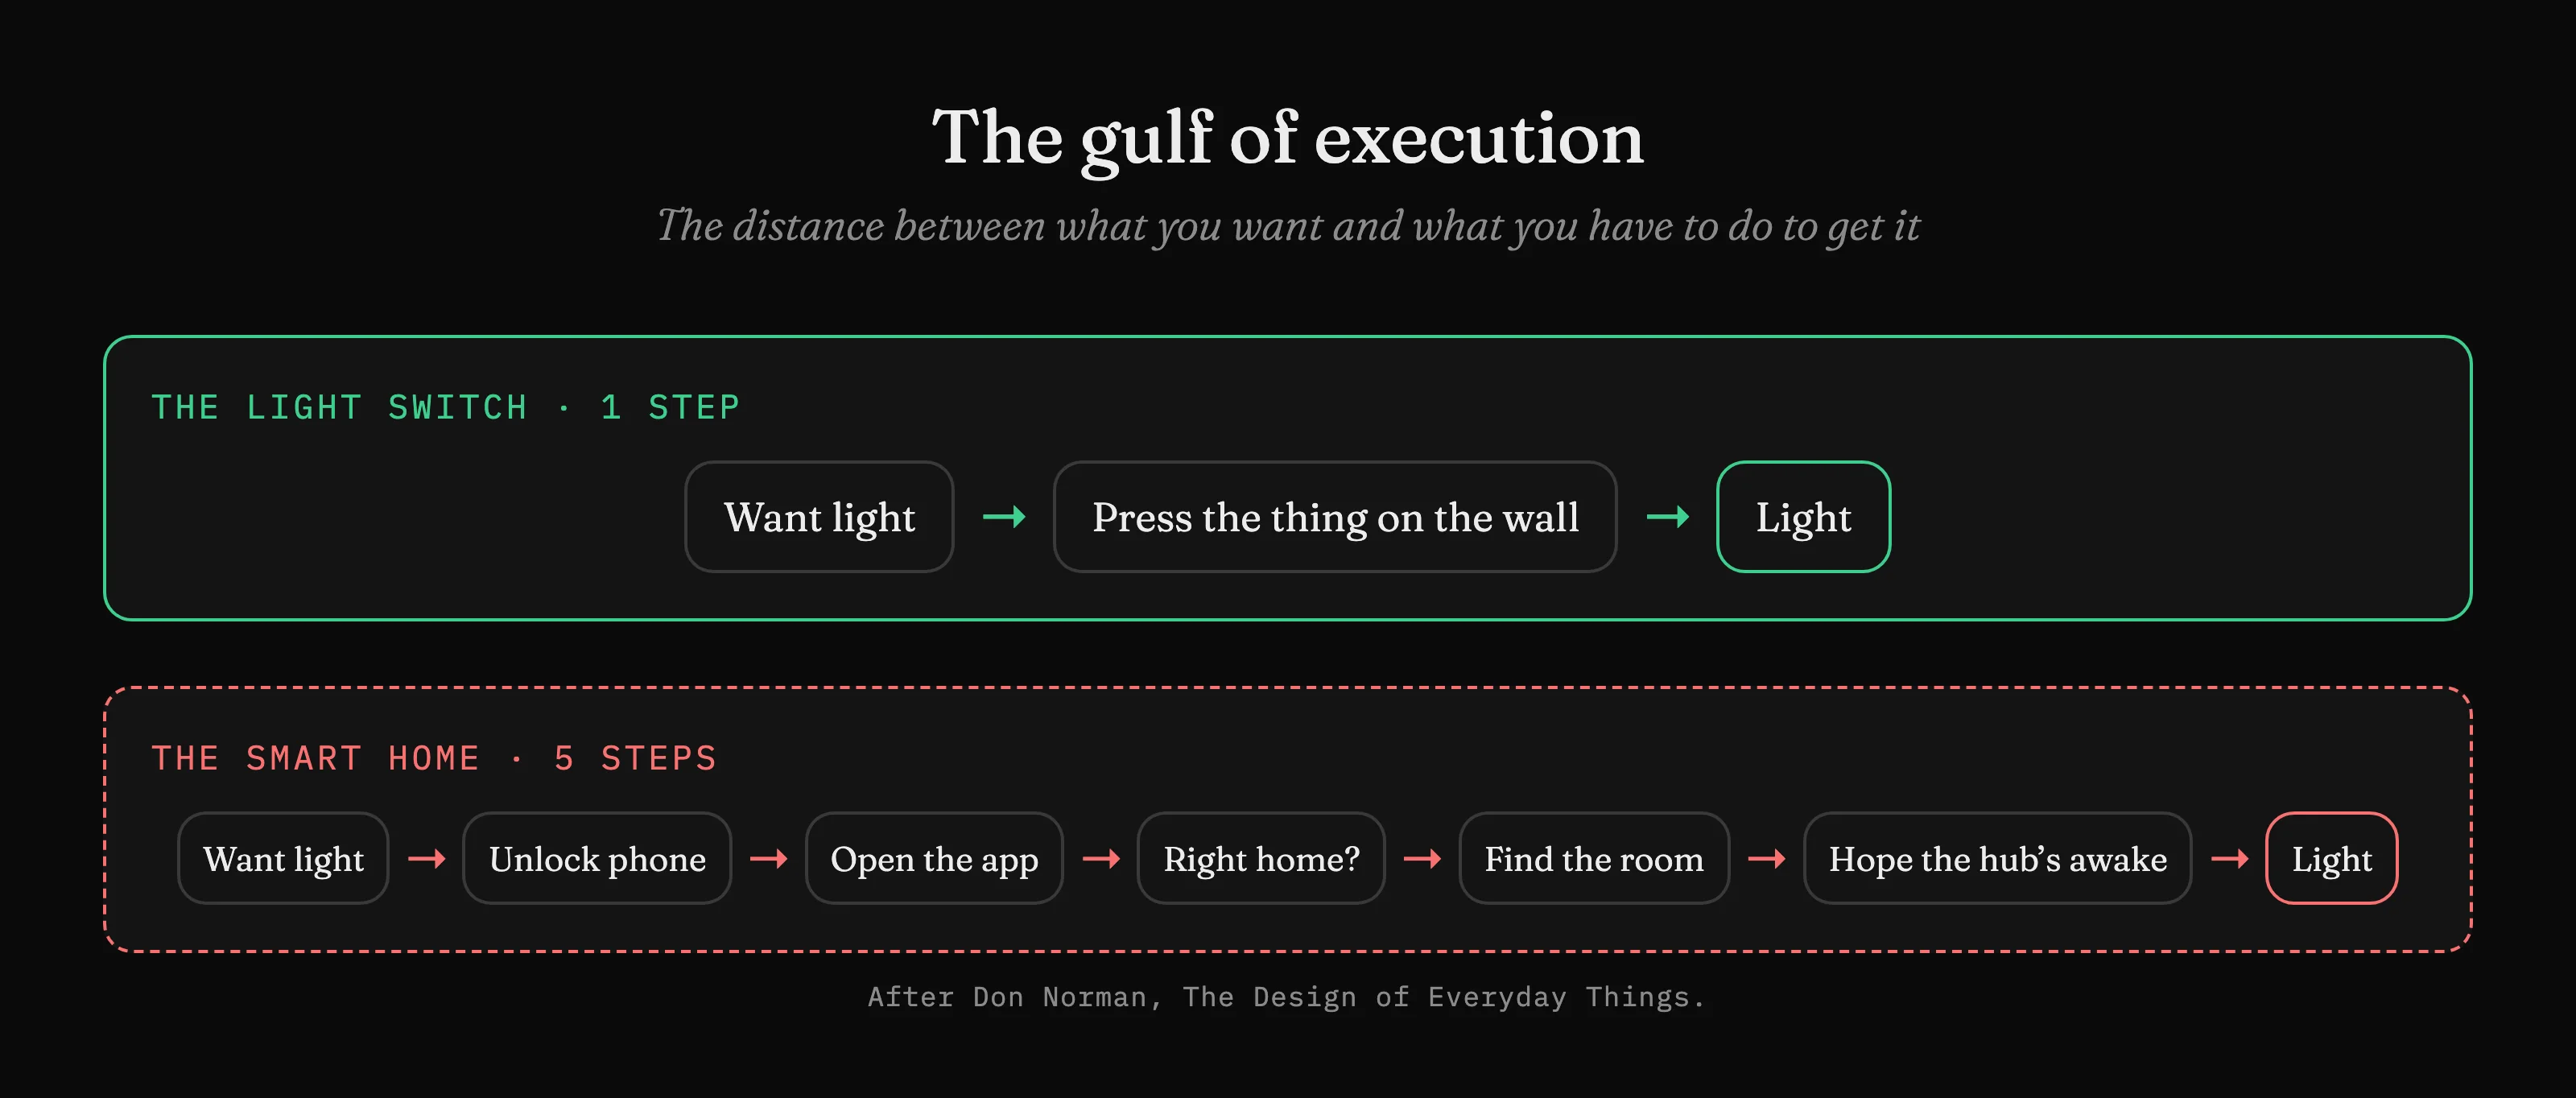 The gulf of execution
The distance between what you want and what you have to do to get it
THE LIGHT SWITCH · 1 STEP
Want light → Press the thing on the wall → Light
THE SMART HOME · 5 STEPS
Want light → Unlock phone → Open the app → Right home? → Find the room → Hope the hub’s awake → Light
After Don Norman, The Design of Everyday Things.